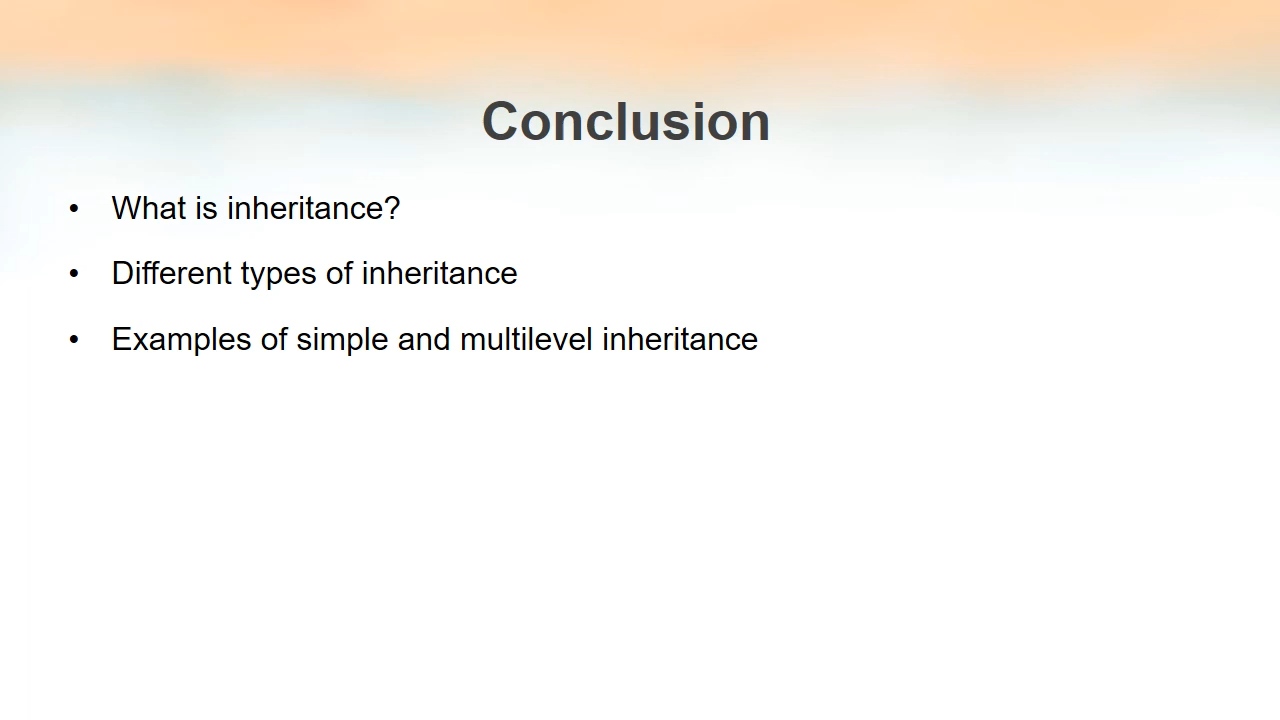 Conclusion
• What is inheritance?
• Different types of inheritance
• Examples of simple and multilevel inheritance